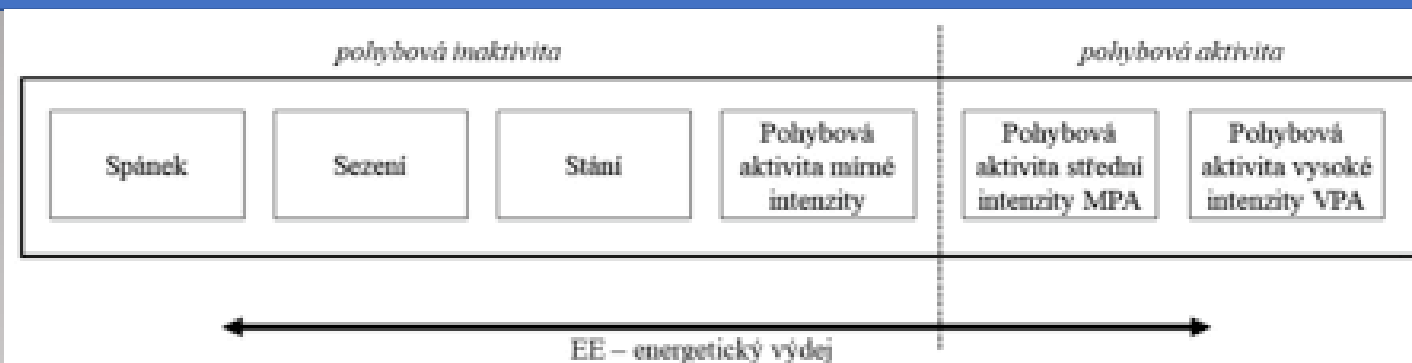 pohybová inaktivita
pohybová aktivita
Spánek
Sezení
Stání
Pohybová
aktivita mírné
intenzity
Pohybová
aktivita střední
intenzity MPA
Pohybová
aktivita vysoké
intenzity VPA
EE – energetický výdej